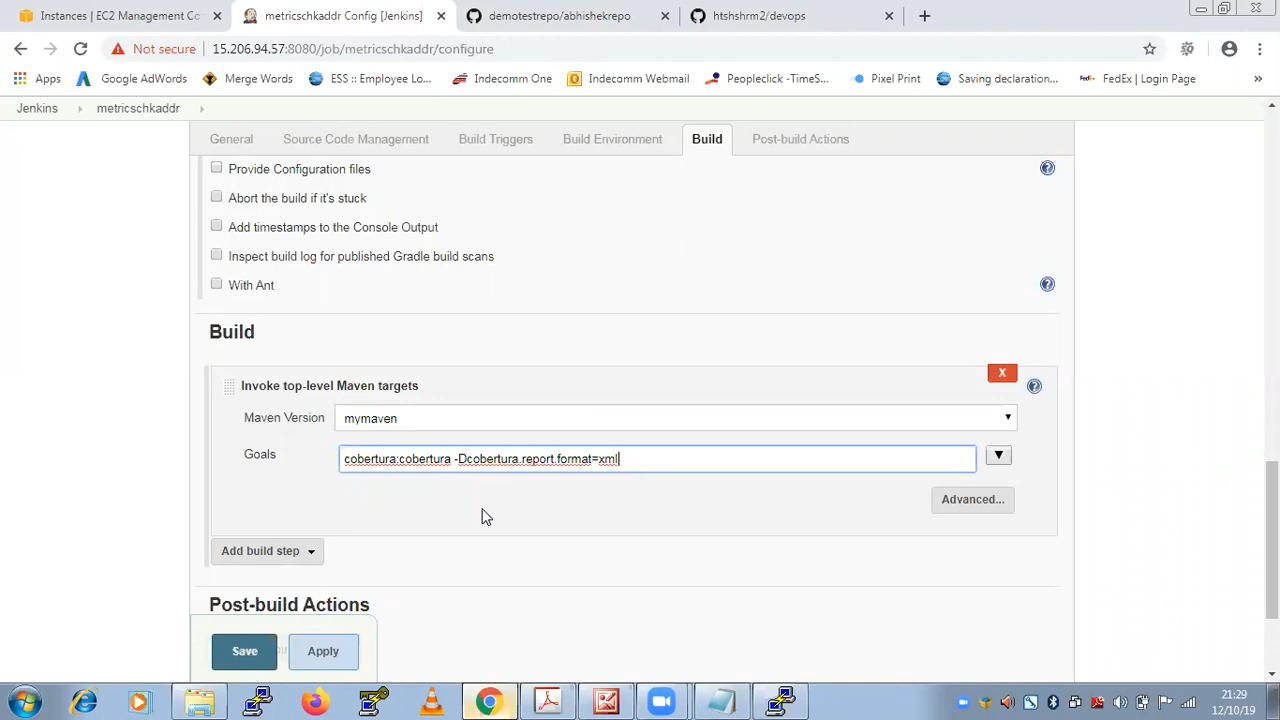 Instances | EC2 Management Co
metricschkaddr Config [Jenkins]
demotestrepo/abhishekrepo
htshshrm2/devops
Not secure
15.206.94.57:8080/job/metricschkaddr/configure
Apps
Google AdWords
Merge Words
ESS :: Employee Lo...
Indecomm One
Indecomm Webmail
Peopleclick -TimeS...
Pixel Print
Saving declaration...
FedEx | Login Page
»
Jenkins
metricschkaddr
General
Source Code Management
Build Triggers
Build Environment
Build
Post-build Actions
Provide Configuration files
Abort the build if it's stuck
Add timestamps to the Console Output
Inspect build log for published Gradle build scans
With Ant
Build
Invoke top-level Maven targets
X
Maven Version
mymaven
Goals
cobertura:cobertura -Dcobertura.report.format=xml
Advanced...
Add build step
Post-build Actions
Save
Apply
21:29
12/10/19